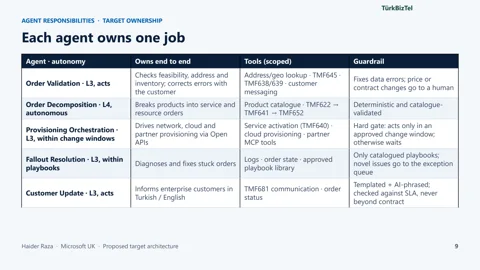 TürkBizTel
AGENT RESPONSIBILITIES · TARGET OWNERSHIP
Each agent owns one job
Agent · autonomy
Owns end to end
Tools (scoped)
Guardrail
Order Validation · L3, acts
Checks feasibility, address and
inventory; corrects errors with
the customer
Address/geo lookup · TMF645 ·
TMF638/639 · customer
messaging
Fixes data errors; price or
contract changes go to a human
Order Decomposition · L4,
autonomous
Breaks products into service and
resource orders
Product catalogue · TMF622 →
TMF641 → TMF652
Deterministic and catalogue-
validated
Provisioning Orchestration ·
L3, within change windows
Drives network, cloud and
partner provisioning via Open
APIs
Service activation (TMF640) ·
cloud provisioning · partner
MCP tools
Hard gate: acts only in an
approved change window;
otherwise waits
Fallout Resolution · L3, within
playbooks
Diagnoses and fixes stuck orders
Logs · order state · approved
playbook library
Only catalogued playbooks;
novel issues go to the exception
queue
Customer Update · L3, acts
Informs enterprise customers in
Turkish / English
TMF681 communication · order
status
Templated + AI-phrased;
checked against SLA, never
beyond contract
Haider Raza · Microsoft UK · Proposed target architecture
9